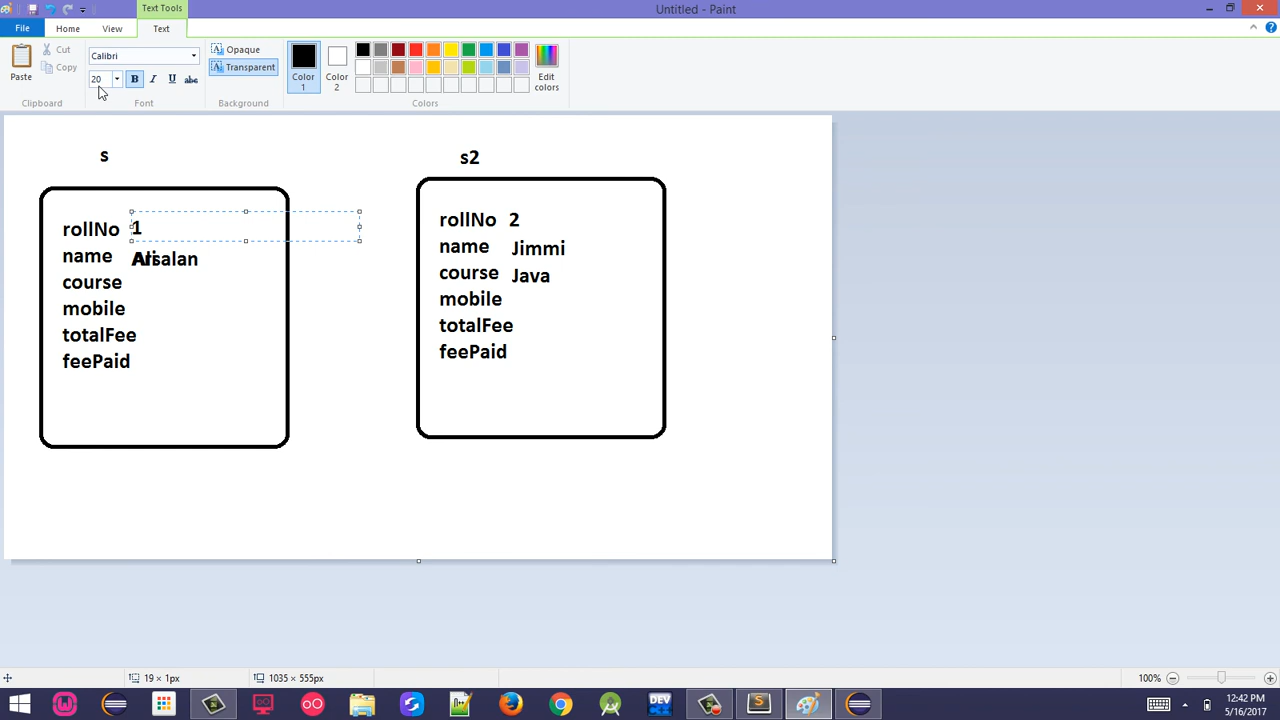 Text Tools
Untitled - Paint
File
Home
View
Text
Paste
Cut
Copy
Clipboard
Calibri
20
B
I
U
abc
Font
Opaque
Transparent
Background
Color
1
Color
2
Edit
colors
Colors
s
rollNo 1
name
Arsalan
course
mobile
totalFee
feePaid
s2
rollNo 2
name Jimmi
course Java
mobile
totalFee
feePaid
19 × 1px
1035 × 555px
100%
DEV
12:42 PM
5/16/2017